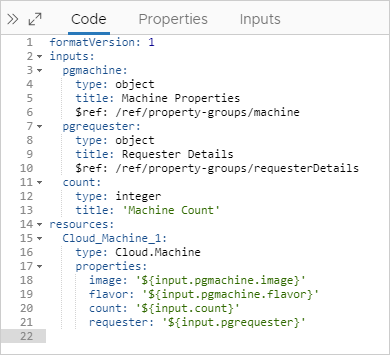 Code Properties Inputs
1 formatVersion: 1
2 inputs:
3 pgmachine:
4 type: object
5 title: Machine Properties
6 $ref: /ref/property-groups/machine
7 pgrequester:
8 type: object
9 title: Requester Details
10 $ref: /ref/property-groups/requesterDetails
11 count:
12 type: integer
13 title: 'Machine Count'
14 resources:
15 Cloud_Machine_1:
16 type: Cloud.Machine
17 properties:
18 image: '${input.pgmachine.image}'
19 flavor: '${input.pgmachine.flavor}'
20 count: '${input.count}'
21 requester: '${input.pgrequester}'
22